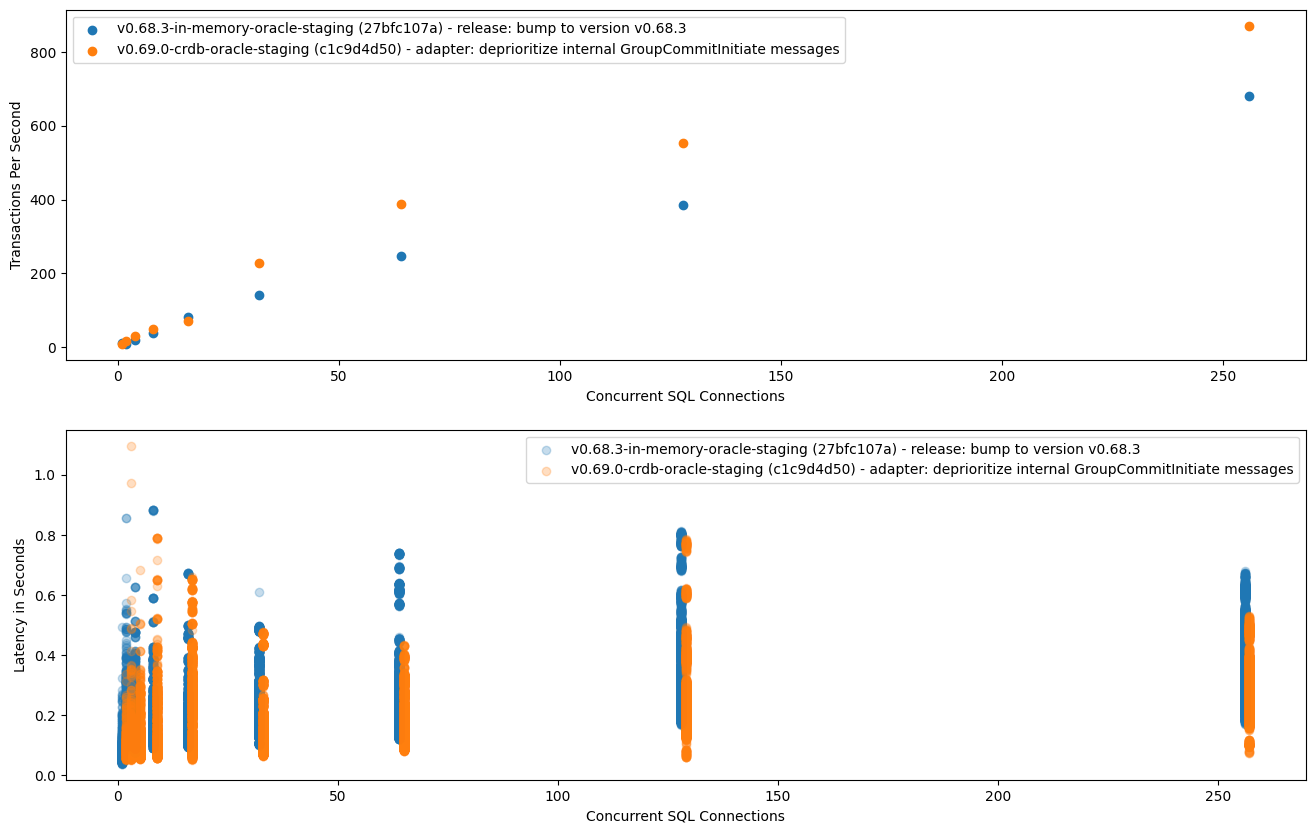 v0.68.3-in-memory-oracle-staging (27bfc107a) - release: bump to version v0.68.3
v0.69.0-crdb-oracle-staging (c1c9d4d50) - adapter: deprioritize internal GroupCommitInitiate messages
Transactions Per Second
800
600
400
200
0
0 50 100 150 200 250
Concurrent SQL Connections
v0.68.3-in-memory-oracle-staging (27bfc107a) - release: bump to version v0.68.3
v0.69.0-crdb-oracle-staging (c1c9d4d50) - adapter: deprioritize internal GroupCommitInitiate messages
Latency in Seconds
1.0
0.8
0.6
0.4
0.2
0.0
0 50 100 150 200 250
Concurrent SQL Connections